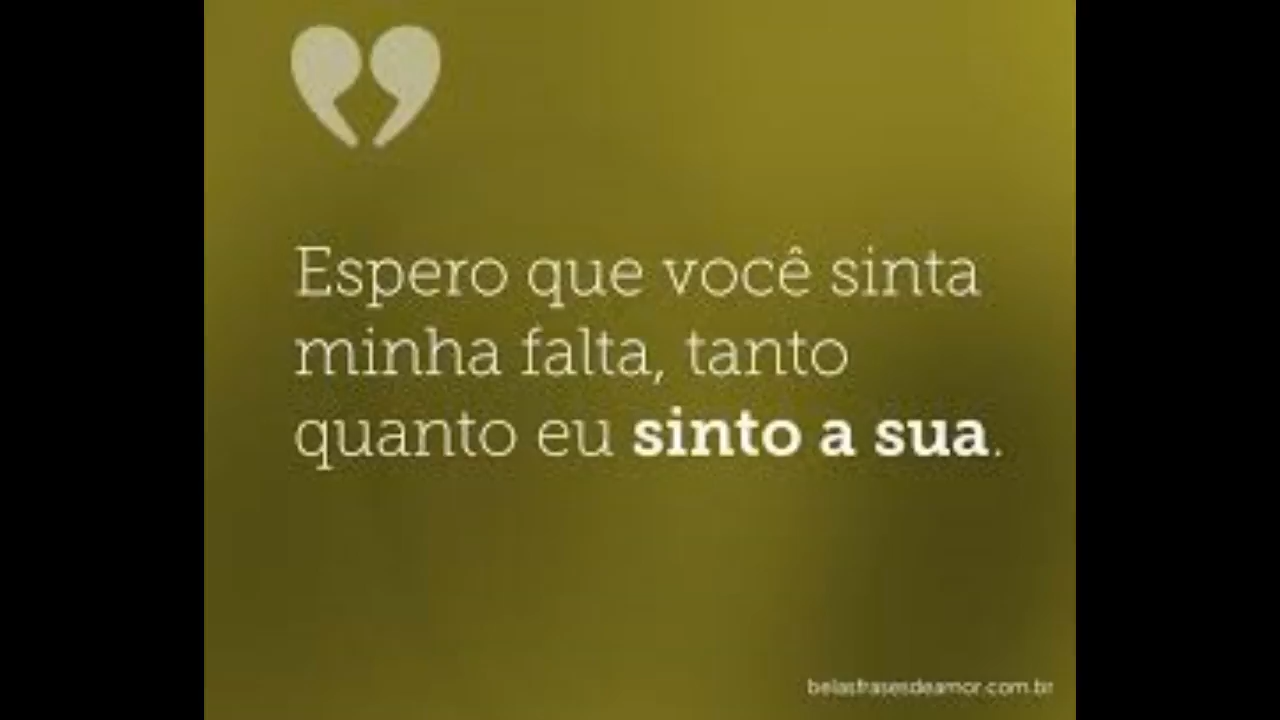 Espero que você sinta
minha falta, tanto
quanto eu sinto a sua.
belasfrasesdeamor.com.br